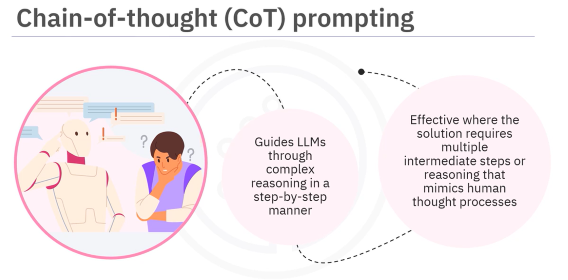 Chain-of-thought (CoT) prompting
Guides LLMs
through
complex
reasoning in a
step-by-step
manner
Effective where the
solution requires
multiple
intermediate steps or
reasoning that
mimics human
thought processes